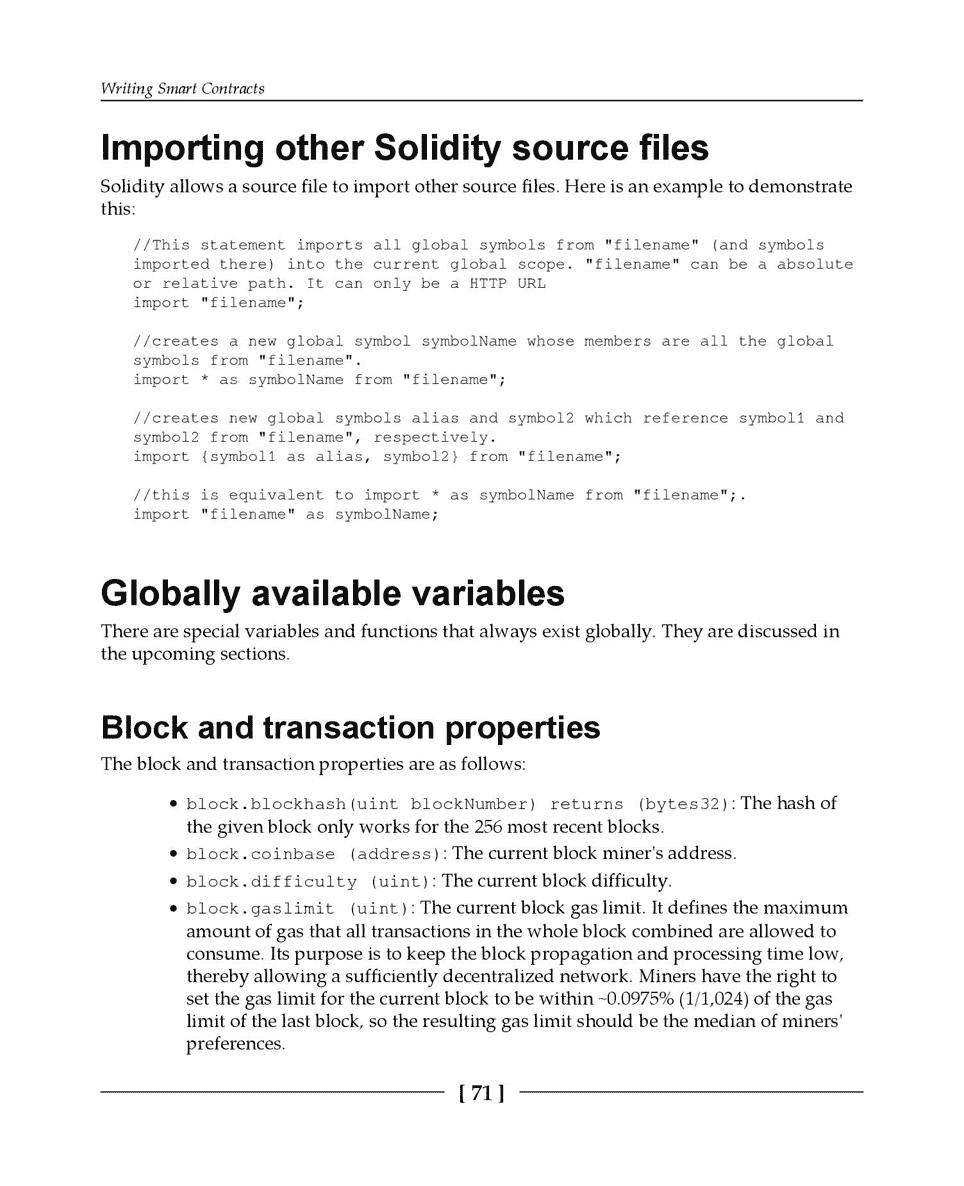 Writing Smart Contracts
Importing other Solidity source files
Solidity allows a source file to import other source files. Here is an example to demonstrate
this:
//This statement imports all global symbols from "filename" (and symbols
imported there) into the current global scope. "filename" can be a absolute
or relative path. It can only be a HTTP URL
import "filename";
//creates a new global symbol symbolName whose members are all the global
symbols from "filename".
import * as symbolName from "filename";
//creates new global symbols alias and symbol2 which reference symbol1 and
symbol2 from "filename", respectively.
import {symbol1 as alias, symbol2} from "filename";
//this is equivalent to import * as symbolName from "filename";.
import "filename" as symbolName;
Globally available variables
There are special variables and functions that always exist globally. They are discussed in
the upcoming sections.
Block and transaction properties
The block and transaction properties are as follows:
• block.blockhash(uint blockNumber) returns (bytes32): The hash of
the given block only works for the 256 most recent blocks.
• block.coinbase (address): The current block miner's address.
• block.difficulty (uint): The current block difficulty.
• block.gaslimit (uint): The current block gas limit. It defines the maximum
amount of gas that all transactions in the whole block combined are allowed to
consume. Its purpose is to keep the block propagation and processing time low,
thereby allowing a sufficiently decentralized network. Miners have the right to
set the gas limit for the current block to be within ~0.0975% (1/1,024) of the gas
limit of the last block, so the resulting gas limit should be the median of miners'
preferences.
[ 71 ]